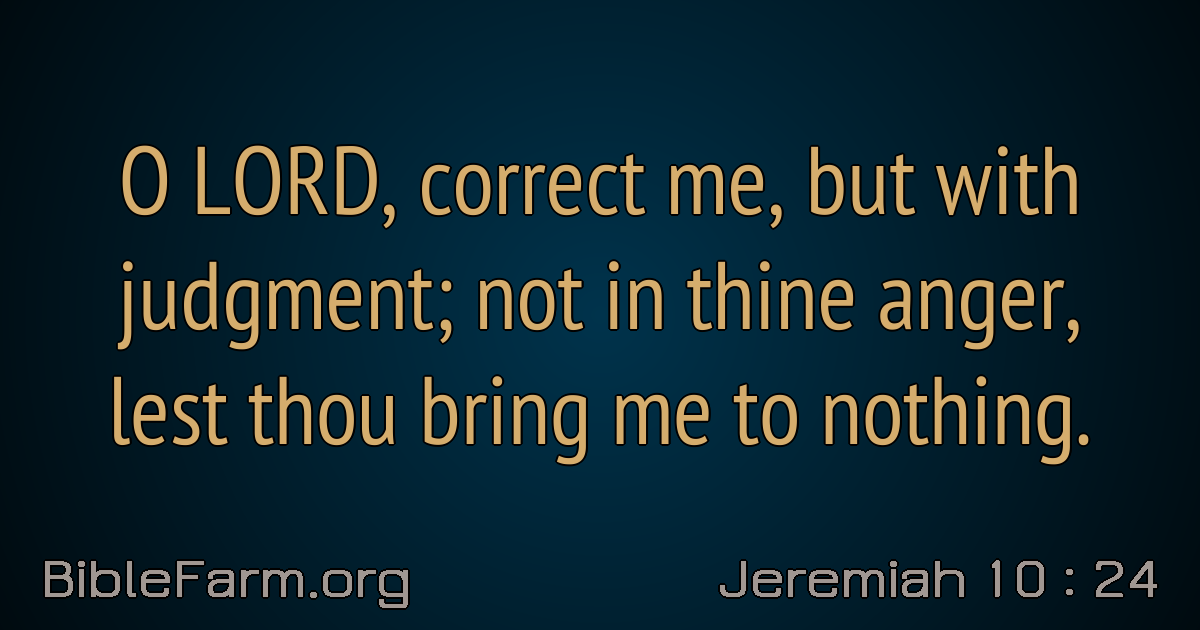 O LORD, correct me, but with
judgment; not in thine anger,
lest thou bring me to nothing.
BibleFarm.org
Jeremiah 10 : 24